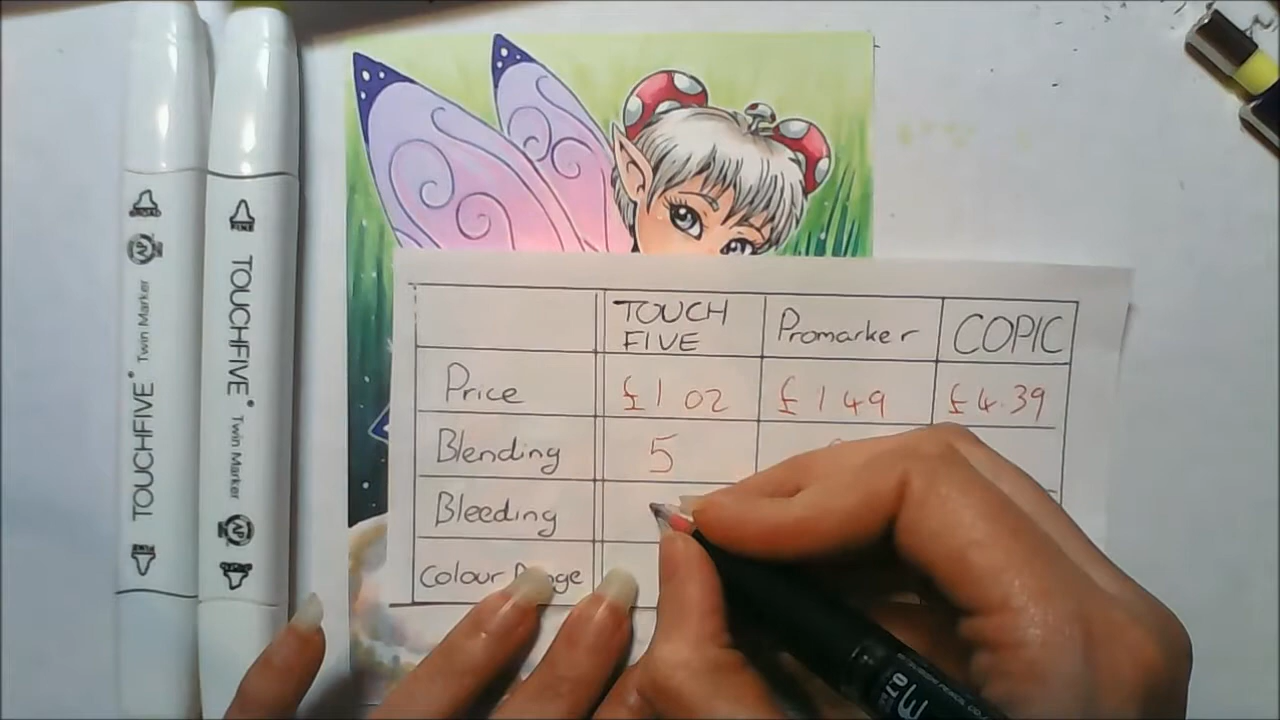 TOUCHFIVE Twin Marker
TOUCHFIVE Twin Marker
TOUCH Promarker COPIC
FIVE
Price £1 02 £1 49 £4.39
Blending 5
Bleeding
Colour